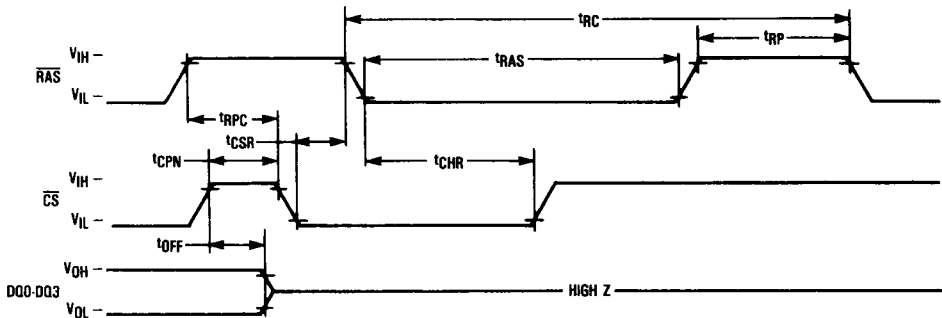 tRC
tRP
VIH
RAS
tRAS
VIL
tRPC
tCSR
tCPN
tCHR
VIH
CS
VIL
tOFF
VOH
DQ0-DQ3
HIGH Z
VOL